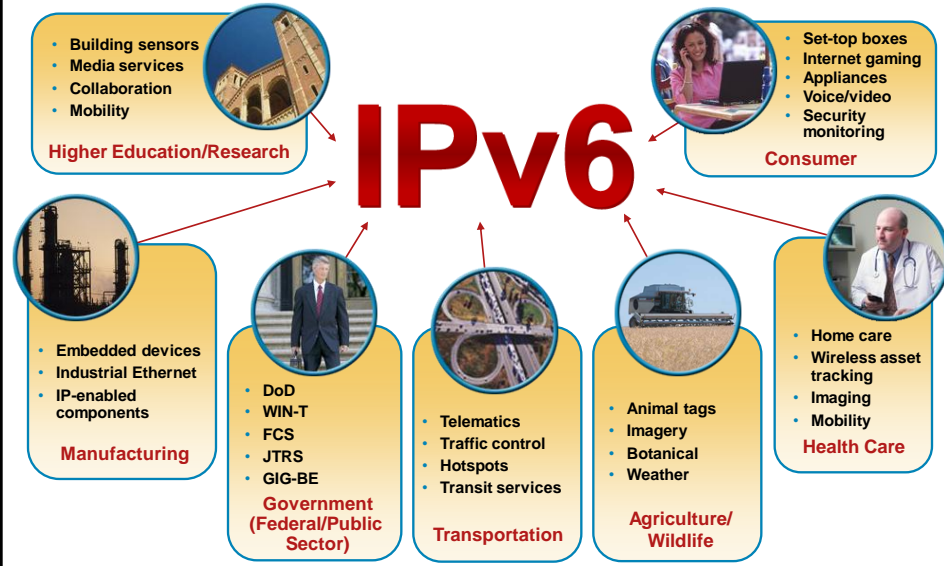 Building sensors
Media services
Collaboration
Mobility
Higher Education/Research
IPv6
Set-top boxes
Internet gaming
Appliances
Voice/video
Security
monitoring
Consumer
Embedded devices
Industrial Ethernet
IP-enabled
components
Manufacturing
DoD
WIN-T
FCS
JTRS
GIG-BE
Government
(Federal/Public
Sector)
Telematics
Traffic control
Hotspots
Transit services
Transportation
Animal tags
Imagery
Botanical
Weather
Agriculture/
Wildlife
Home care
Wireless asset
tracking
Imaging
Mobility
Health Care